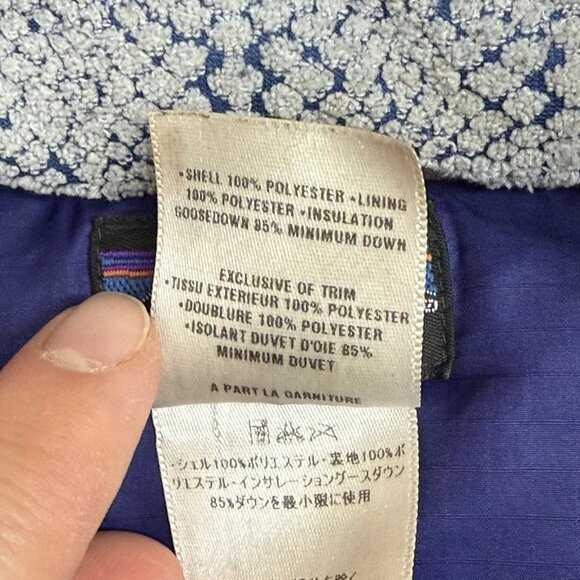 •SHELL 100% POLYESTER •LINING
100% POLYESTER •INSULATION
GOOSEDOWN 85% MINIMUM DOWN
EXCLUSIVE OF TRIM
•TISSU EXTERIEUR 100% POLYESTER
•DOUBLURE 100% POLYESTER
•ISOLANT DUVET D'OIE 85%
MINIMUM DUVET
A PART LA GARNITURE
・シェル100%ポリエステル・裏地100%ポ
リエステル・インサレーショングースダウン
85%ダウンを最小限に使用